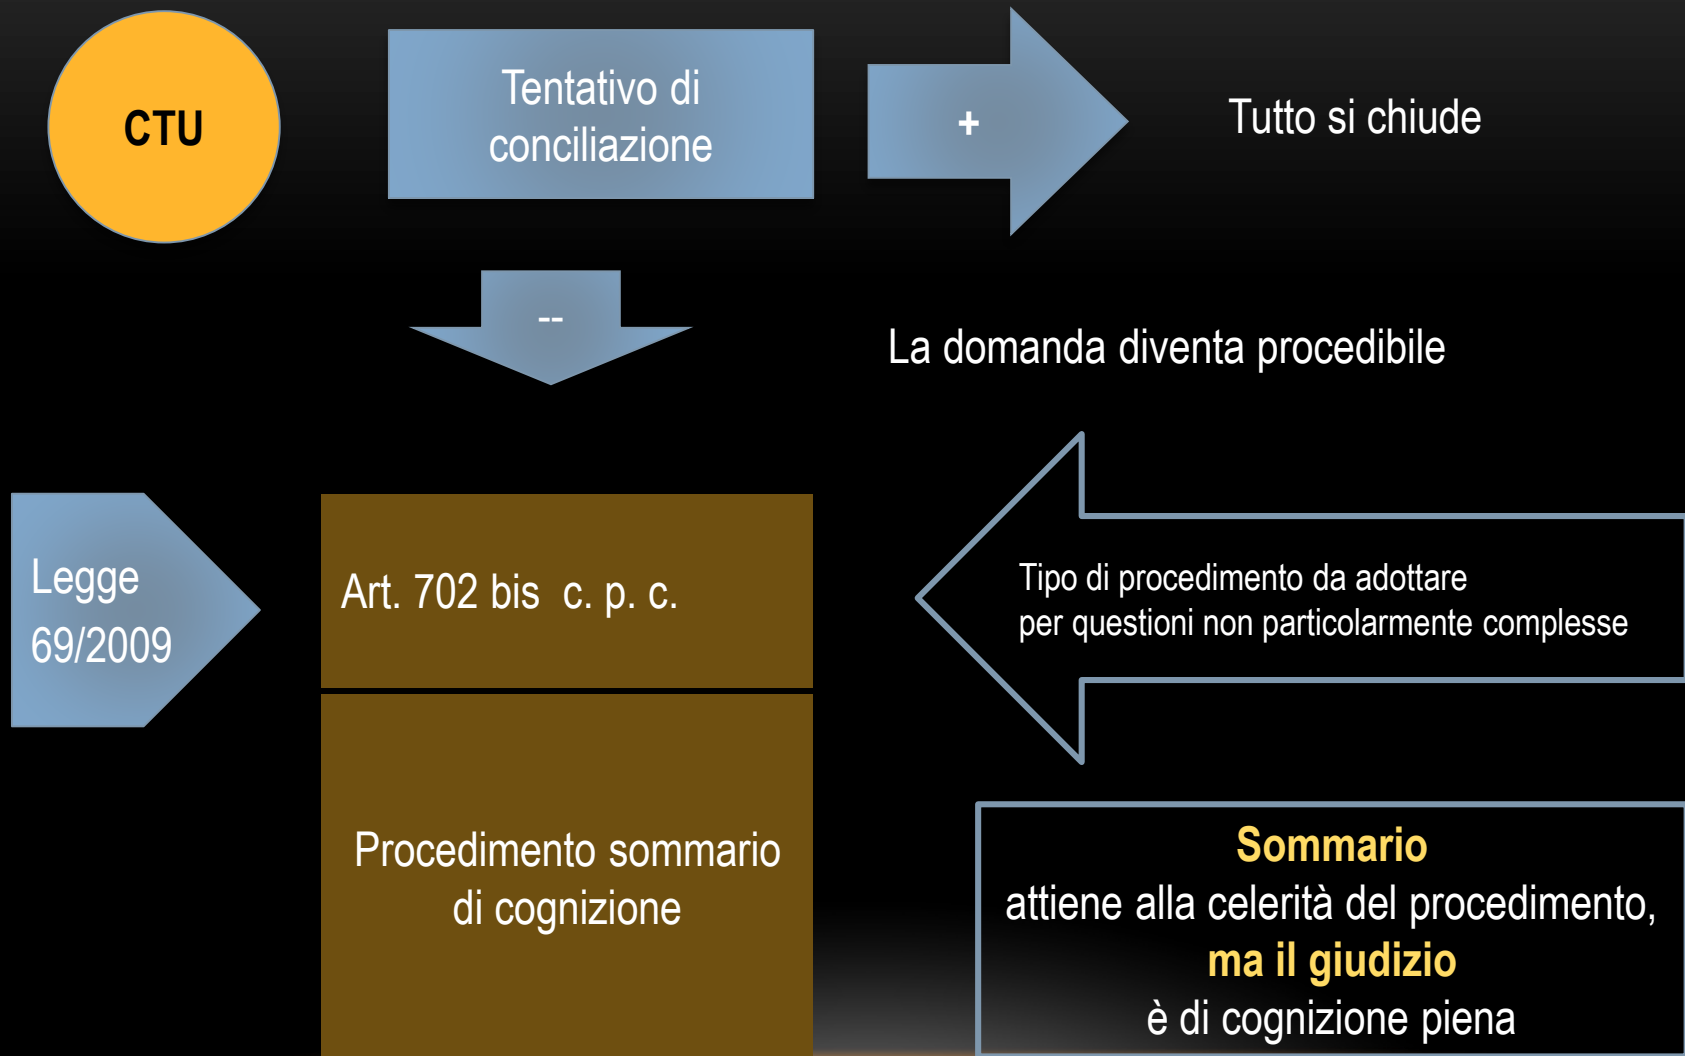 CTU
Tentativo di
conciliazione
+
Tutto si chiude
--
La domanda diventa procedibile
Legge
69/2009
Art. 702 bis c. p. c.
Tipo di procedimento da adottare
per questioni non particolarmente complesse
Procedimento sommario
di cognizione
Sommario
attiene alla celerità del procedimento,
ma il giudizio
è di cognizione piena